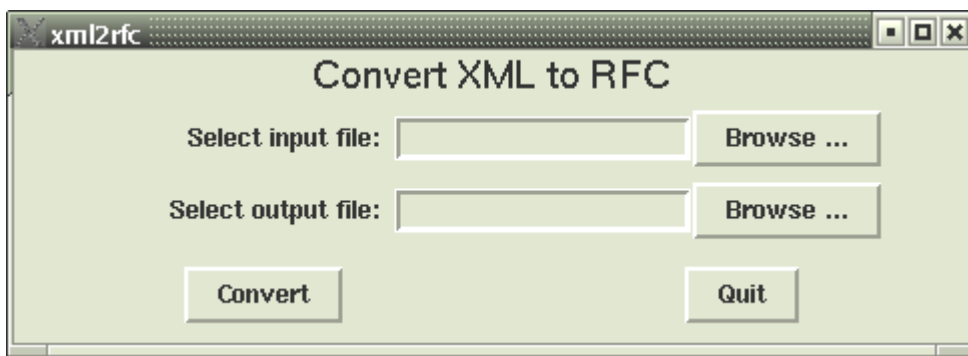 xml2rfc
Convert XML to RFC
Select input file: Browse ...
Select output file: Browse ...
Convert Quit